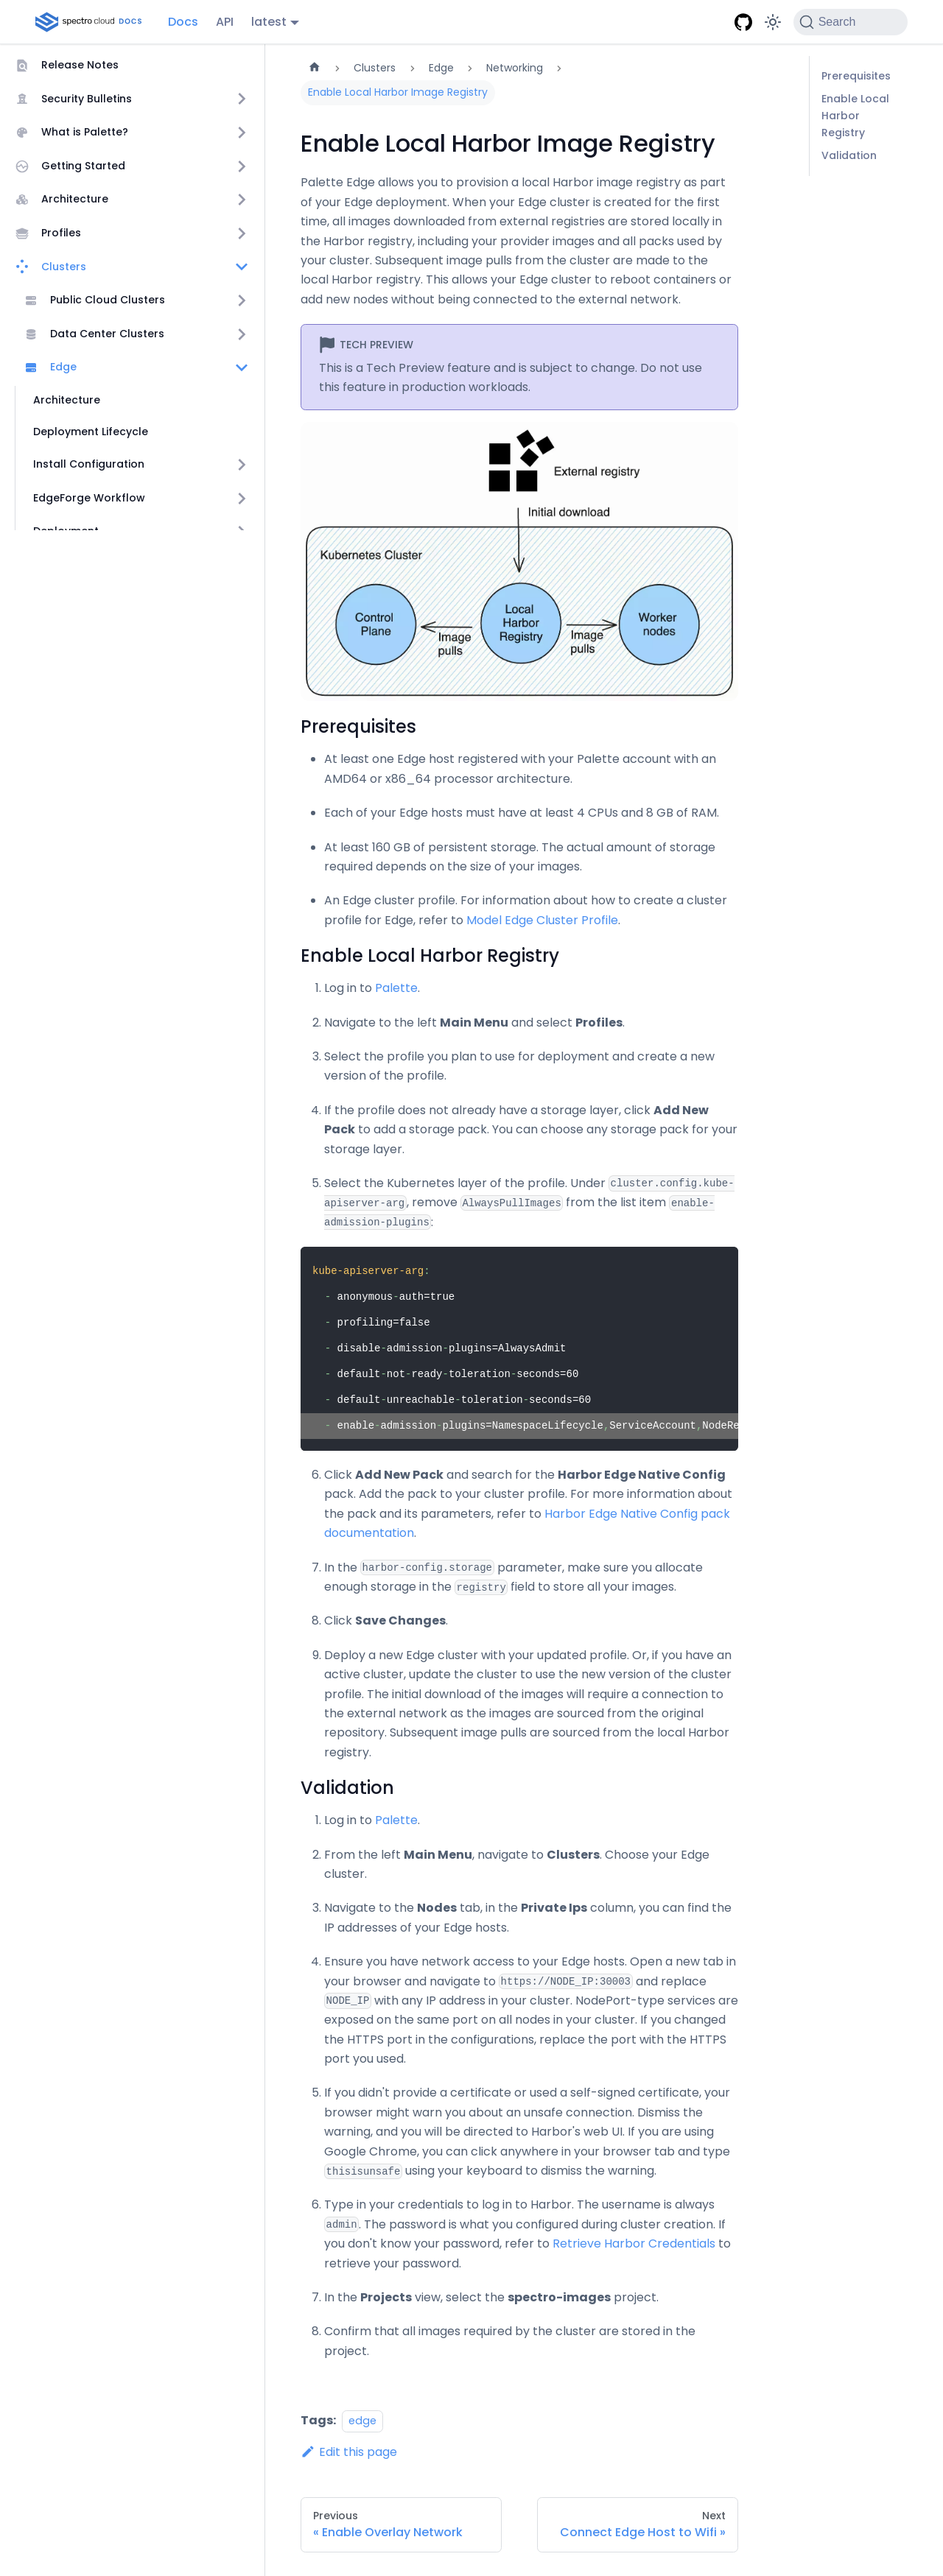 spectro cloud DOCS
Docs
API
latest
Search
Release Notes
Security Bulletins
What is Palette?
Getting Started
Architecture
Profiles
Clusters
Public Cloud Clusters
Data Center Clusters
Edge
Architecture
Deployment Lifecycle
Install Configuration
EdgeForge Workflow
Deployment
Clusters
Edge
Networking
Enable Local Harbor Image Registry
Prerequisites
Enable Local
Harbor
Registry
Validation
Enable Local Harbor Image Registry
Palette Edge allows you to provision a local Harbor image registry as part
of your Edge deployment. When your Edge cluster is created for the first
time, all images downloaded from external registries are stored locally in
the Harbor registry, including your provider images and all packs used by
your cluster. Subsequent image pulls from the cluster are made to the
local Harbor registry. This allows your Edge cluster to reboot containers or
add new nodes without being connected to the external network.
TECH PREVIEW
This is a Tech Preview feature and is subject to change. Do not use
this feature in production workloads.
External registry
Initial download
Kubernetes Cluster
Control
Plane
Image
pulls
Local
Harbor
Registry
Image
pulls
Worker
nodes
Prerequisites
• At least one Edge host registered with your Palette account with an
AMD64 or x86_64 processor architecture.
• Each of your Edge hosts must have at least 4 CPUs and 8 GB of RAM.
• At least 160 GB of persistent storage. The actual amount of storage
required depends on the size of your images.
• An Edge cluster profile. For information about how to create a cluster
profile for Edge, refer to Model Edge Cluster Profile.
Enable Local Harbor Registry
1. Log in to Palette.
2. Navigate to the left Main Menu and select Profiles.
3. Select the profile you plan to use for deployment and create a new
version of the profile.
4. If the profile does not already have a storage layer, click Add New
Pack to add a storage pack. You can choose any storage pack for your
storage layer.
5. Select the Kubernetes layer of the profile. Under cluster.config.kube-
apiserver-arg, remove AlwaysPullImages from the list item enable-
admission-plugins:
kube-apiserver-arg:
- anonymous-auth=true
- profiling=false
- disable-admission-plugins=AlwaysAdmit
- default-not-ready-toleration-seconds=60
- default-unreachable-toleration-seconds=60
- enable-admission-plugins=NamespaceLifecycle,ServiceAccount,NodeRe
6. Click Add New Pack and search for the Harbor Edge Native Config
pack. Add the pack to your cluster profile. For more information about
the pack and its parameters, refer to Harbor Edge Native Config pack
documentation.
7. In the harbor-config.storage parameter, make sure you allocate
enough storage in the registry field to store all your images.
8. Click Save Changes.
9. Deploy a new Edge cluster with your updated profile. Or, if you have an
active cluster, update the cluster to use the new version of the cluster
profile. The initial download of the images will require a connection to
the external network as the images are sourced from the original
repository. Subsequent image pulls are sourced from the local Harbor
registry.
Validation
1. Log in to Palette.
2. From the left Main Menu, navigate to Clusters. Choose your Edge
cluster.
3. Navigate to the Nodes tab, in the Private Ips column, you can find the
IP addresses of your Edge hosts.
4. Ensure you have network access to your Edge hosts. Open a new tab in
your browser and navigate to https://NODE_IP:30003 and replace
NODE_IP with any IP address in your cluster. NodePort-type services are
exposed on the same port on all nodes in your cluster. If you changed
the HTTPS port in the configurations, replace the port with the HTTPS
port you used.
5. If you didn't provide a certificate or used a self-signed certificate, your
browser might warn you about an unsafe connection. Dismiss the
warning, and you will be directed to Harbor's web UI. If you are using
Google Chrome, you can click anywhere in your browser tab and type
thisisunsafe using your keyboard to dismiss the warning.
6. Type in your credentials to log in to Harbor. The username is always
admin. The password is what you configured during cluster creation. If
you don't know your password, refer to Retrieve Harbor Credentials to
retrieve your password.
7. In the Projects view, select the spectro-images project.
8. Confirm that all images required by the cluster are stored in the
project.
Tags: edge
Edit this page
Previous
« Enable Overlay Network
Next
Connect Edge Host to Wifi »